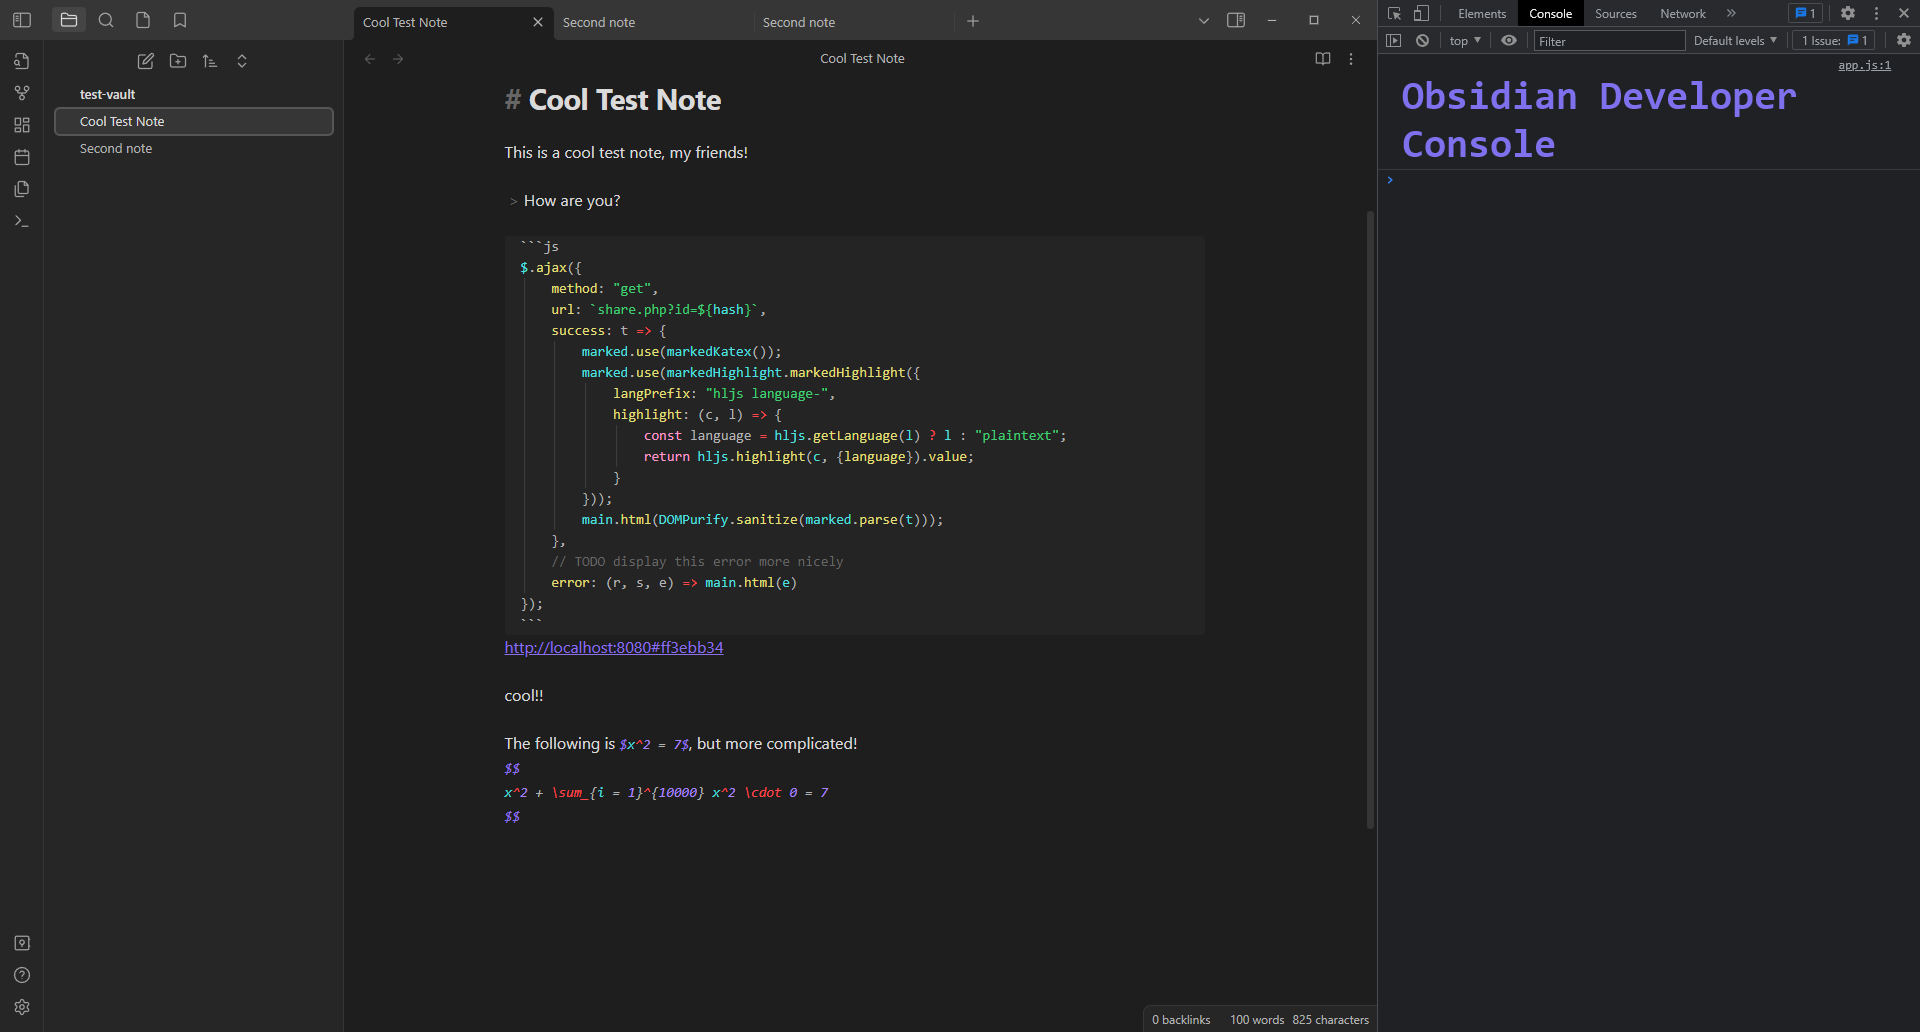 Cool Test Note
Second note
Second note
test-vault
Cool Test Note
Second note
Cool Test Note
# Cool Test Note
This is a cool test note, my friends!
> How are you?
```js
$.ajax({
    method: "get",
    url: `share.php?id=${hash}`,
    success: t => {
        marked.use(markedKatex());
        marked.use(markedHighlight.markedHighlight({
            langPrefix: "hljs language-",
            highlight: (c, l) => {
                const language = hljs.getLanguage(l) ? l : "plaintext";
                return hljs.highlight(c, {language}).value;
            }
        }));
        main.html(DOMPurify.sanitize(marked.parse(t)));
    },
    // TODO display this error more nicely
    error: (r, s, e) => main.html(e)
});
```
http://localhost:8080#ff3ebb34
cool!!
The following is $x^2 = 7$, but more complicated!
$$
x^2 + \sum_{i = 1}^{10000} x^2 \cdot 0 = 7
$$
0 backlinks 100 words 825 characters
Elements Console Sources Network » 1
top Filter Default levels 1 Issue: 1
app.js:1
Obsidian Developer
Console
>